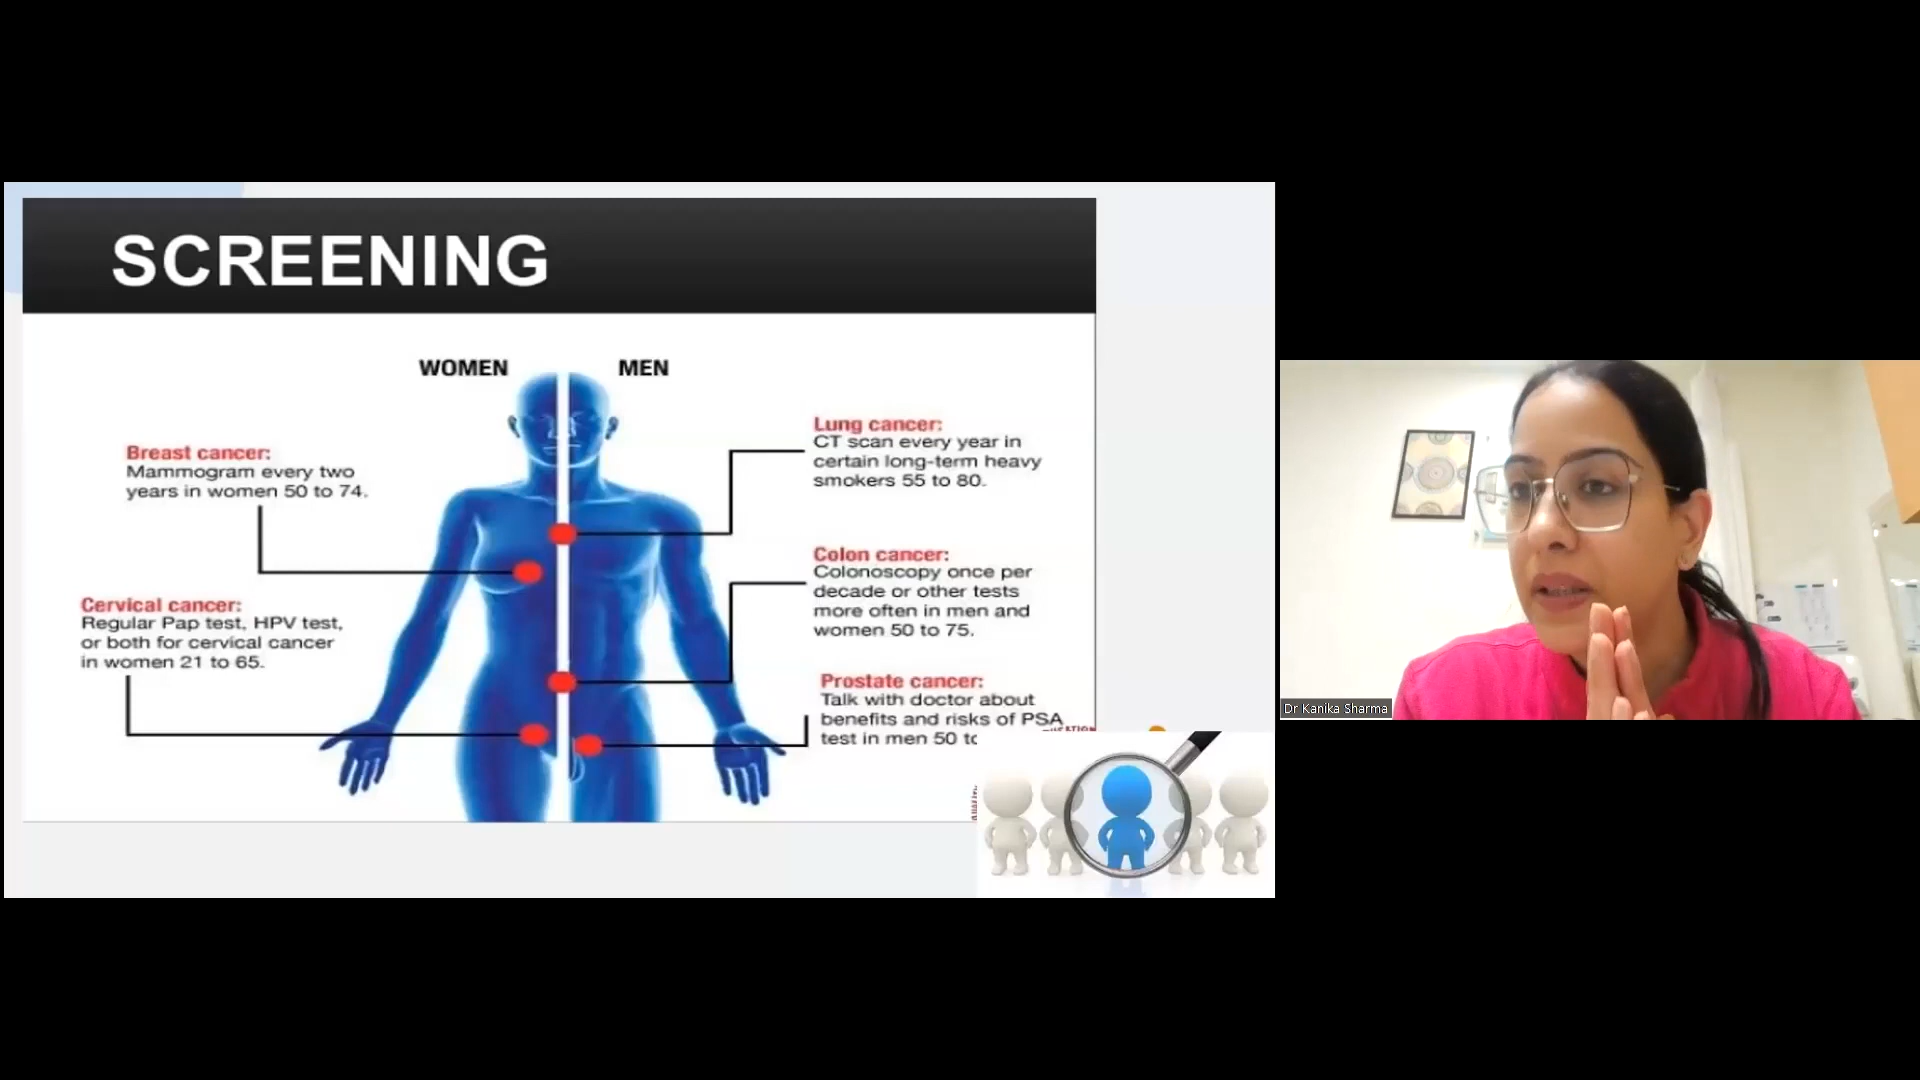 SCREENING
WOMEN
MEN
Breast cancer:
Mammogram every two
years in women 50 to 74.
Cervical cancer:
Regular Pap test, HPV test,
or both for cervical cancer
in women 21 to 65.
Lung cancer:
CT scan every year in
certain long-term heavy
smokers 55 to 80.
Colon cancer:
Colonoscopy once per
decade or other tests
more often in men and
women 50 to 75.
Prostate cancer:
Talk with doctor about
benefits and risks of PSA
test in men 50 to
Dr Kanika Sharma